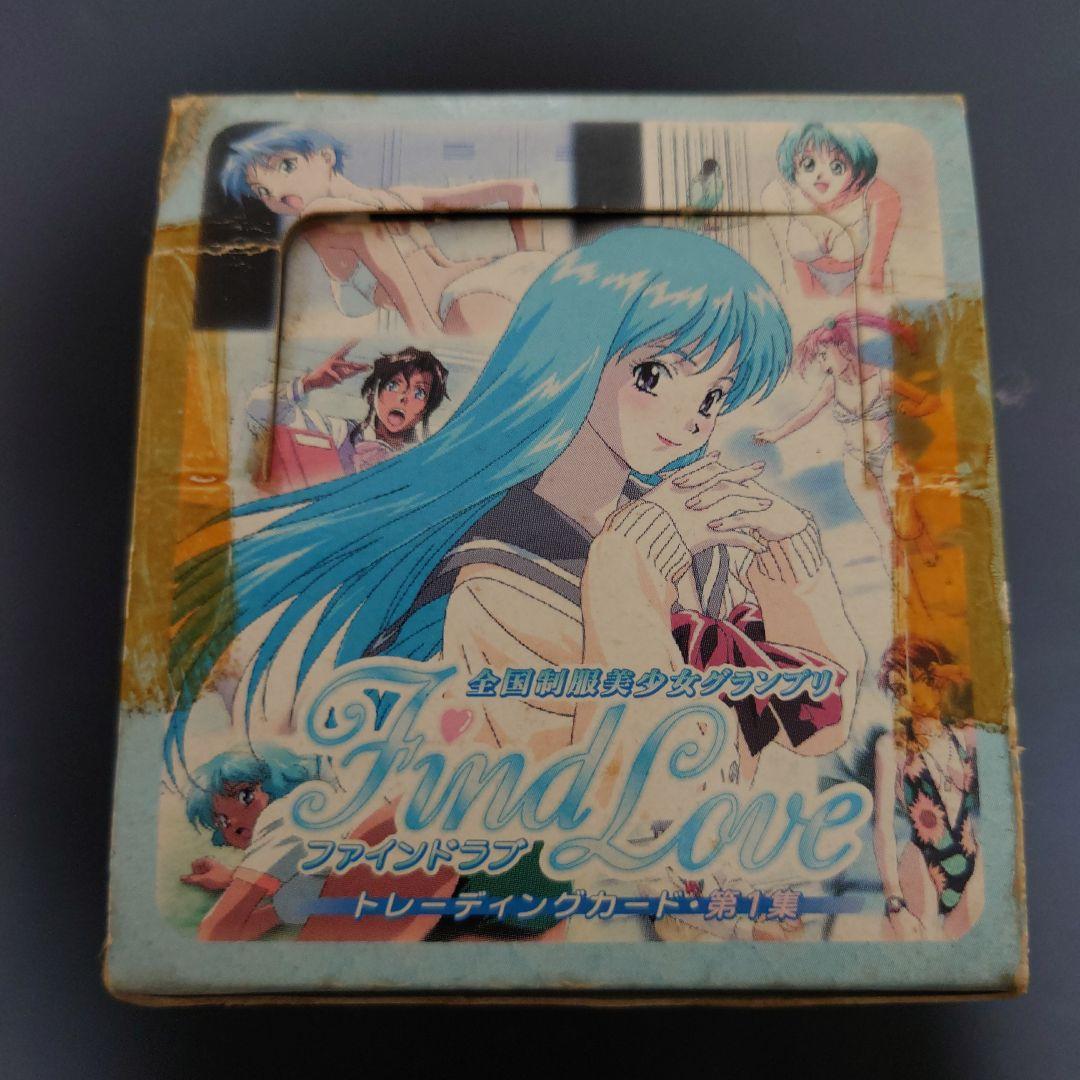 全国制服美少女グランプリ
Find Love
ファインドラブ
トレーディングカード・第1集